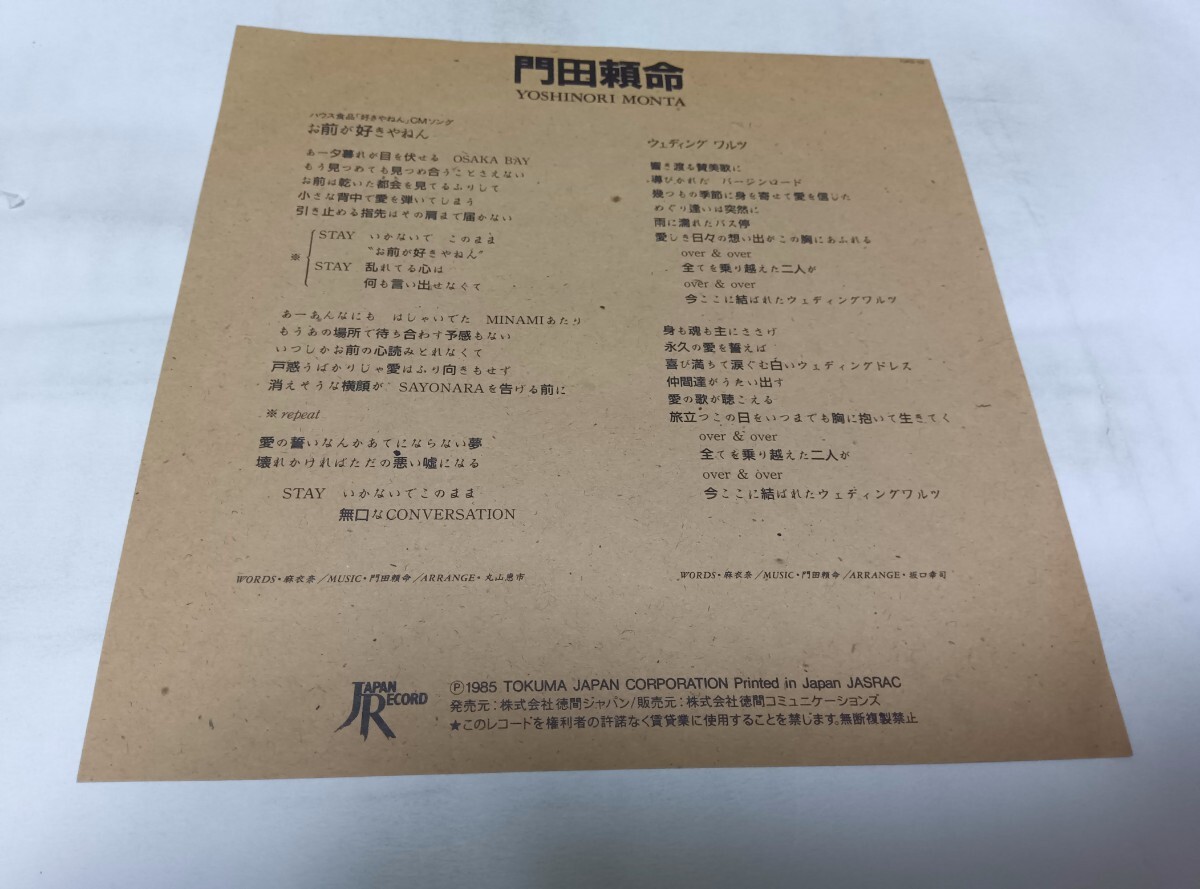 門田頼命
YOSHINORI MONTA
ハウス食品「好きやねん」CMソング
お前が好きやねん
あー夕暮れが目を伏せる OSAKA BAY
もう見つめても見つめ合うことさえない
お前は乾いた都会を見てるふりして
小さな背中で愛を弾いてしまう
引き止める指先はその肩まで届かない
※
STAY いかないで このまま
"お前が好きやねん"
STAY 乱れてる心は
何も言い出せなくて
あーあんなにも はしゃいでた MINAMIあたり
もうあの場所で待ち合わす予感もない
いつしかお前の心読みとれなくて
戸惑うばかりじゃ愛はふり向きもせず
消えそうな横顔が SAYONARAを告げる前に
※ repeat
愛の誓いなんかあてにならない夢
壊れかければただの悪い嘘になる
STAY いかないでこのまま
無口なCONVERSATION
WORDS・麻衣奈/MUSIC・門田頼命/ARRANGE・丸山恵市
ウェディング ワルツ
響き渡る賛美歌に
導びかれた バージンロード
幾つもの季節に身を寄せて愛を信じた
めぐり逢いは突然に
雨に濡れたバス停
愛しき日々の想い出がこの胸にあふれる
over & over
全てを乗り越えた二人が
over & over
今ここに結ばれたウェディングワルツ
身も魂も主にささげ
永久の愛を誓えば
喜び満ちて涙ぐむ白いウェディングドレス
仲間達がうたい出す
愛の歌が聴こえる
旅立つこの日をいつまでも胸に抱いて生きてく
over & over
全てを乗り越えた二人が
over & over
今ここに結ばれたウェディングワルツ
WORDS・麻衣奈/MUSIC・門田頼命/ARRANGE・坂口幸司
JAPAN RECORD
Ⓟ1985 TOKUMA JAPAN CORPORATION Printed in Japan JASRAC
発売元：株式会社徳間ジャパン/販売元：株式会社徳間コミュニケーションズ
★このレコードを権利者の許諾なく賃貸業に使用することを禁じます。無断複製禁止